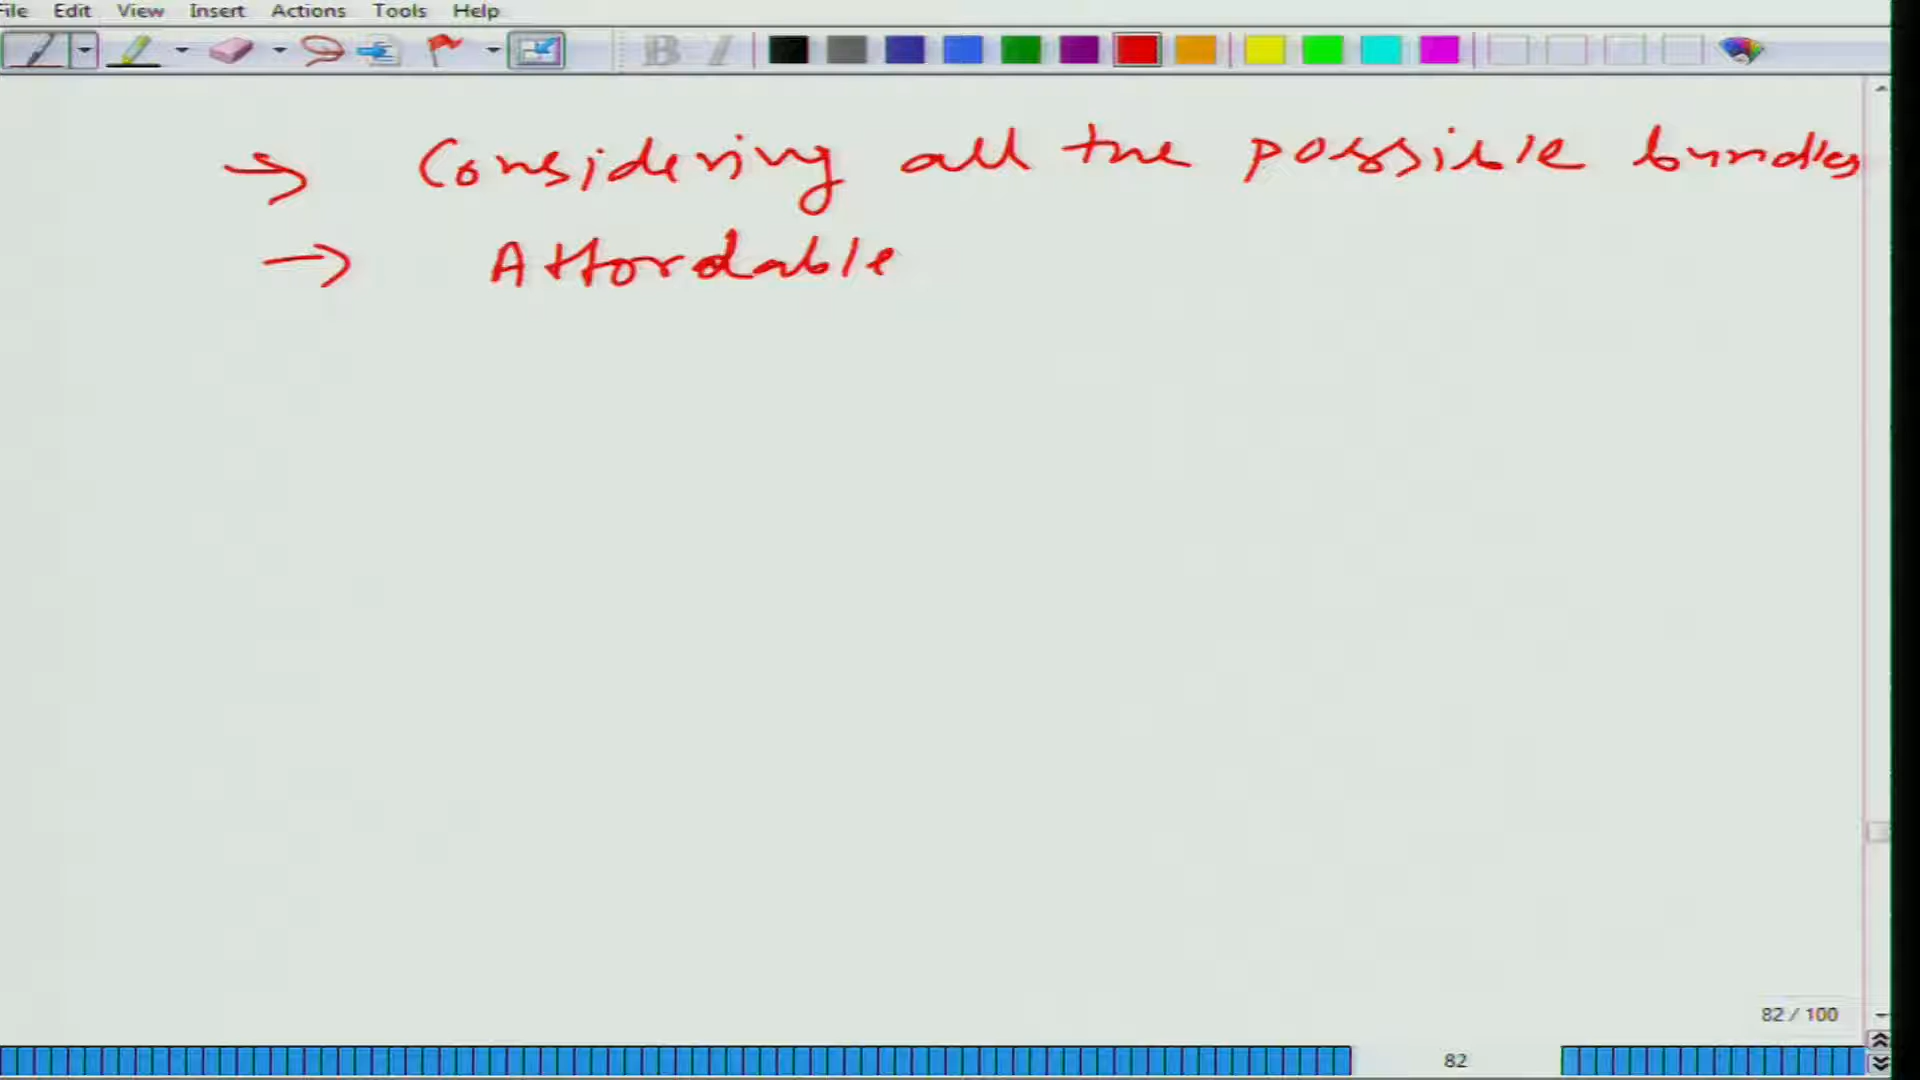 File Edit View Insert Actions Tools Help
B I
→ Considering all the possible bundles
→ Affordable
82 / 100
82